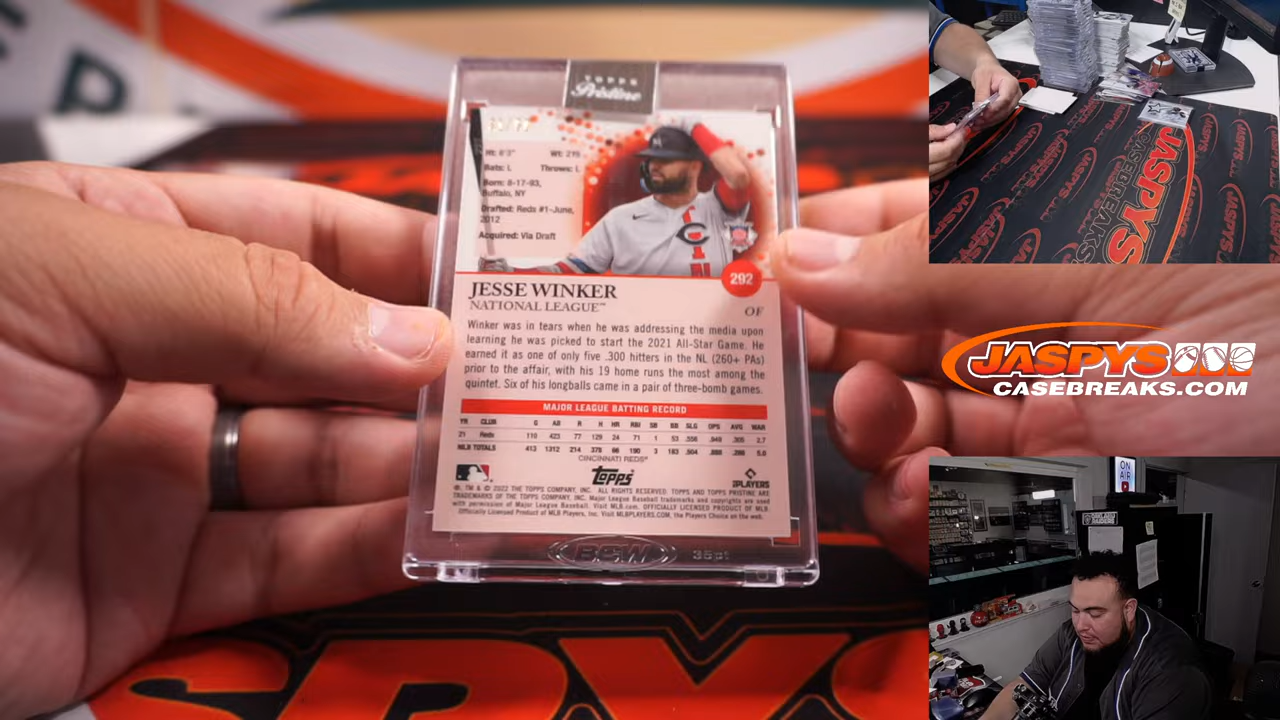 TOPPS
Pristine
Ht: 6'3" Wt: 215
Bats: L Throws: L
Born: 8-17-93,
Buffalo, NY
Drafted: Reds #1-June,
2012
Acquired: Via Draft
292
JESSE WINKER
NATIONAL LEAGUE™
OF
Winker was in tears when he was addressing the media upon
learning he was picked to start the 2021 All-Star Game. He
earned it as one of only five .300 hitters in the NL (260+ PAs)
prior to the affair, with his 19 home runs the most among the
quintet. Six of his longballs came in a pair of three-bomb games.
MAJOR LEAGUE BATTING RECORD
YR CLUB G AB R H HR RBI SB BB SLG OPS AVG WAR
21 Reds 110 423 77 129 24 71 1 53 .556 .949 .305 2.7
MLB TOTALS 413 1312 214 378 66 190 3 183 .504 .888 .288 5.0
CINCINNATI REDS®
Topps
PLAYERS
®, ™ & © 2022 THE TOPPS COMPANY, INC. ALL RIGHTS RESERVED. TOPPS AND TOPPS PRISTINE ARE
TRADEMARKS OF THE TOPPS COMPANY, INC. Major League Baseball trademarks and copyrights are used
with permission of Major League Baseball. Visit MLB.com. OFFICIALLY LICENSED PRODUCT OF MLB
Officially Licensed Product of MLB Players, Inc. Visit MLBPLAYERS.COM, the Players Choice on the web.
BCW 35pt
JASPYS
CASEBREAKS.COM
JASPYS
CASEBREAKS
ON
AIR